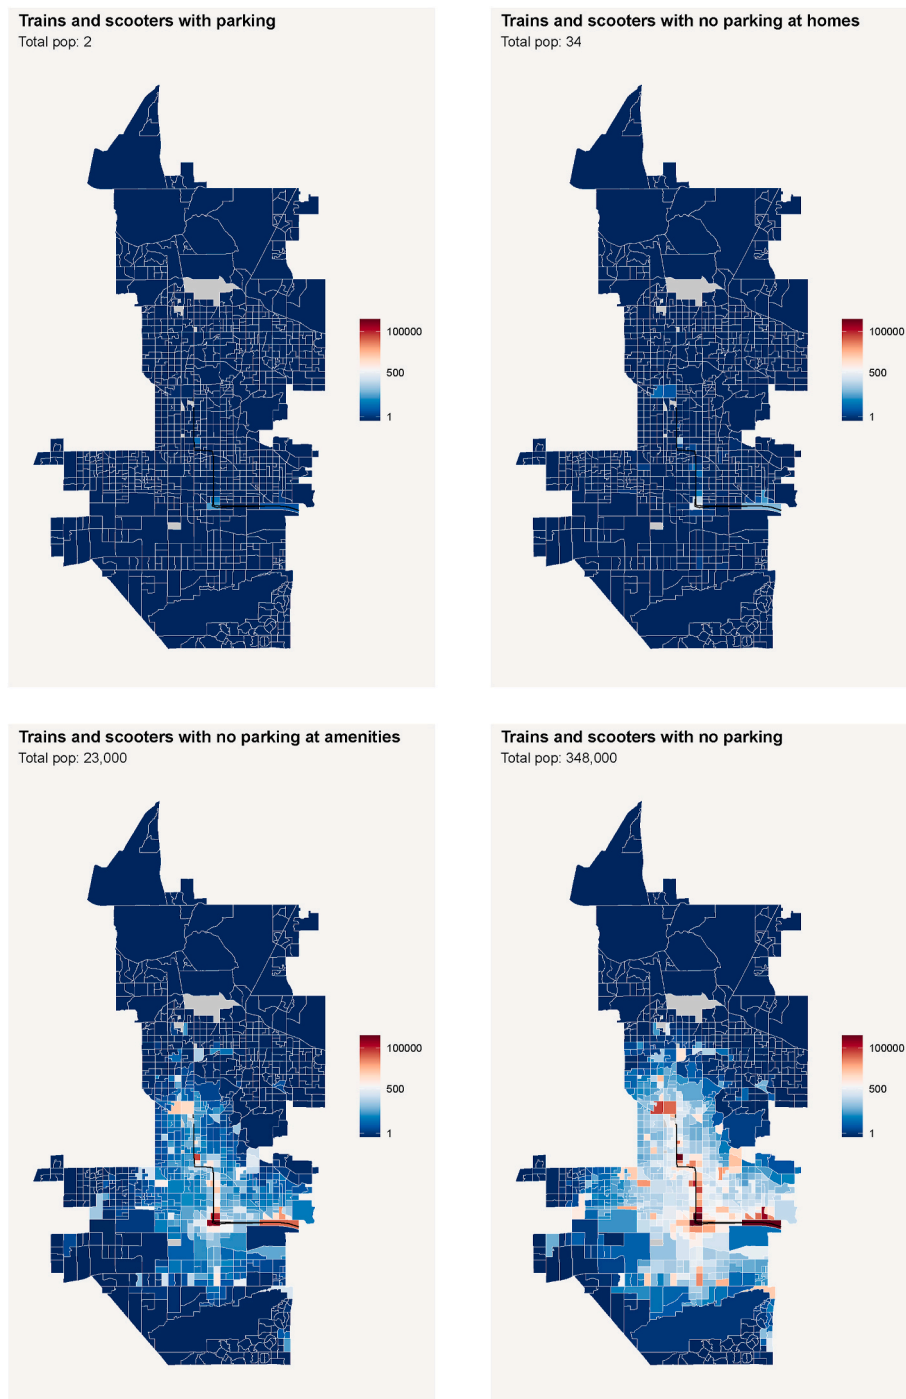 Trains and scooters with parking
Total pop: 2
100000
500
1
Trains and scooters with no parking at homes
Total pop: 34
100000
500
1
Trains and scooters with no parking at amenities
Total pop: 23,000
100000
500
1
Trains and scooters with no parking
Total pop: 348,000
100000
500
1